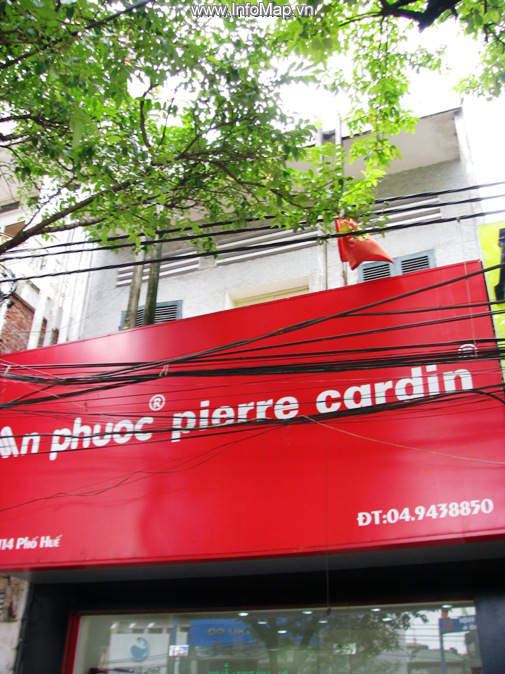 www.InfoMap.vn
An phuoc® pierre cardin®
ĐT:04.9438850
114 Phố Huế